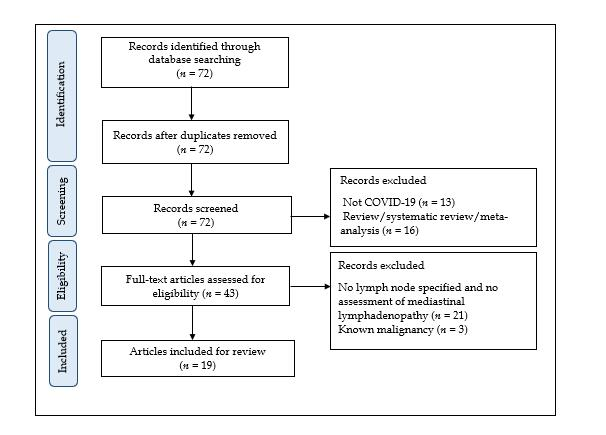 Identification
Records identified through
database searching
(n = 72)
Records after duplicates removed
(n = 72)
Screening
Records screened
(n = 72)
Records excluded
Not COVID-19 (n = 13)
Review/systematic review/meta-
analysis (n = 16)
Eligibility
Full-text articles assessed for
eligibility (n = 43)
Records excluded
No lymph node specified and no
assessment of mediastinal
lymphadenopathy (n = 21)
Known malignancy (n = 3)
Included
Articles included for review
(n = 19)